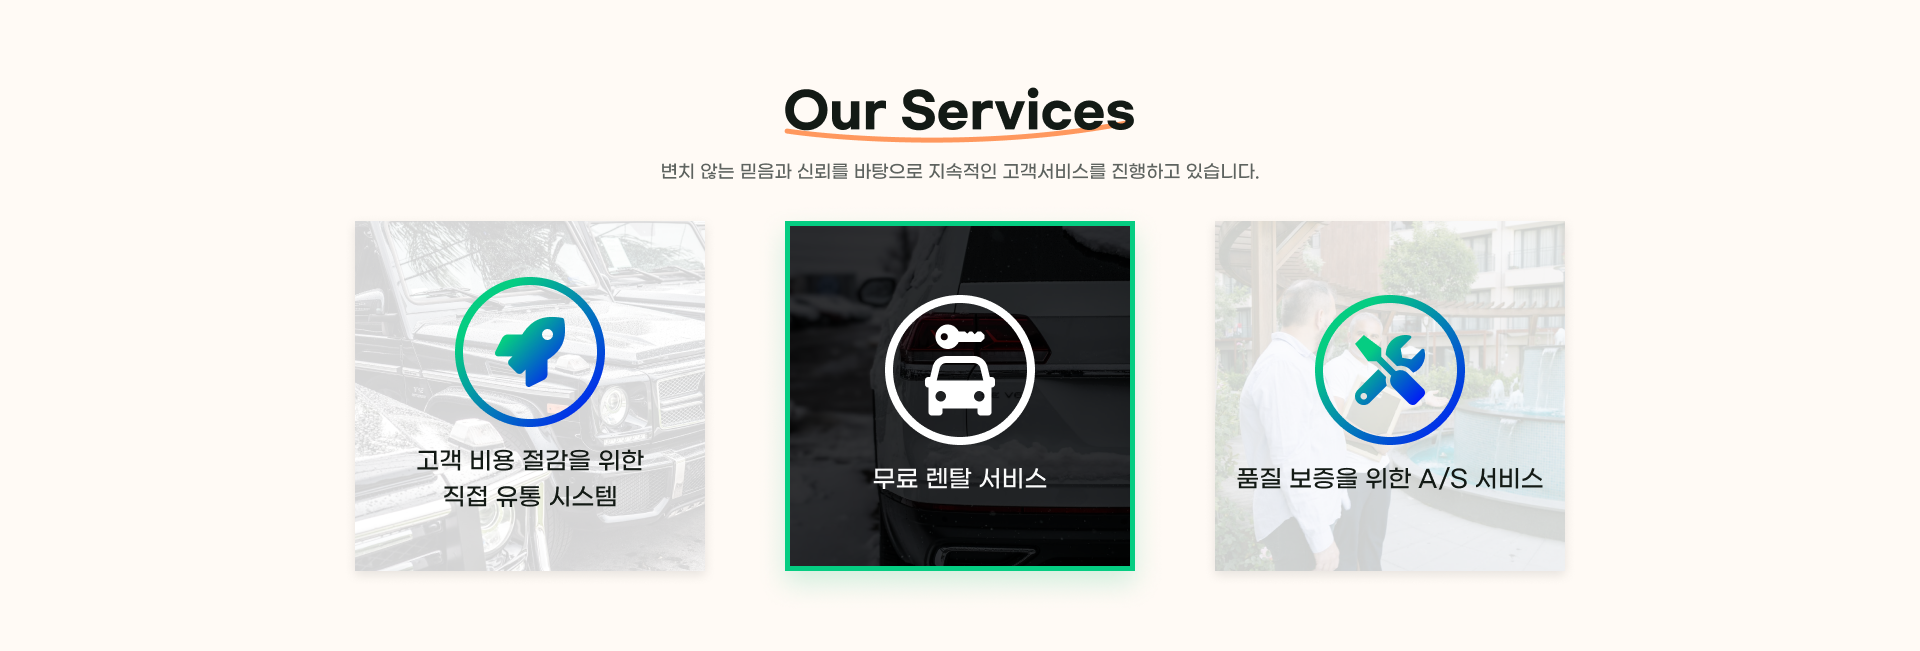 Our Services
변치 않는 믿음과 신뢰를 바탕으로 지속적인 고객서비스를 진행하고 있습니다.
고객 비용 절감을 위한
직접 유통 시스템
무료 렌탈 서비스
품질 보증을 위한 A/S 서비스